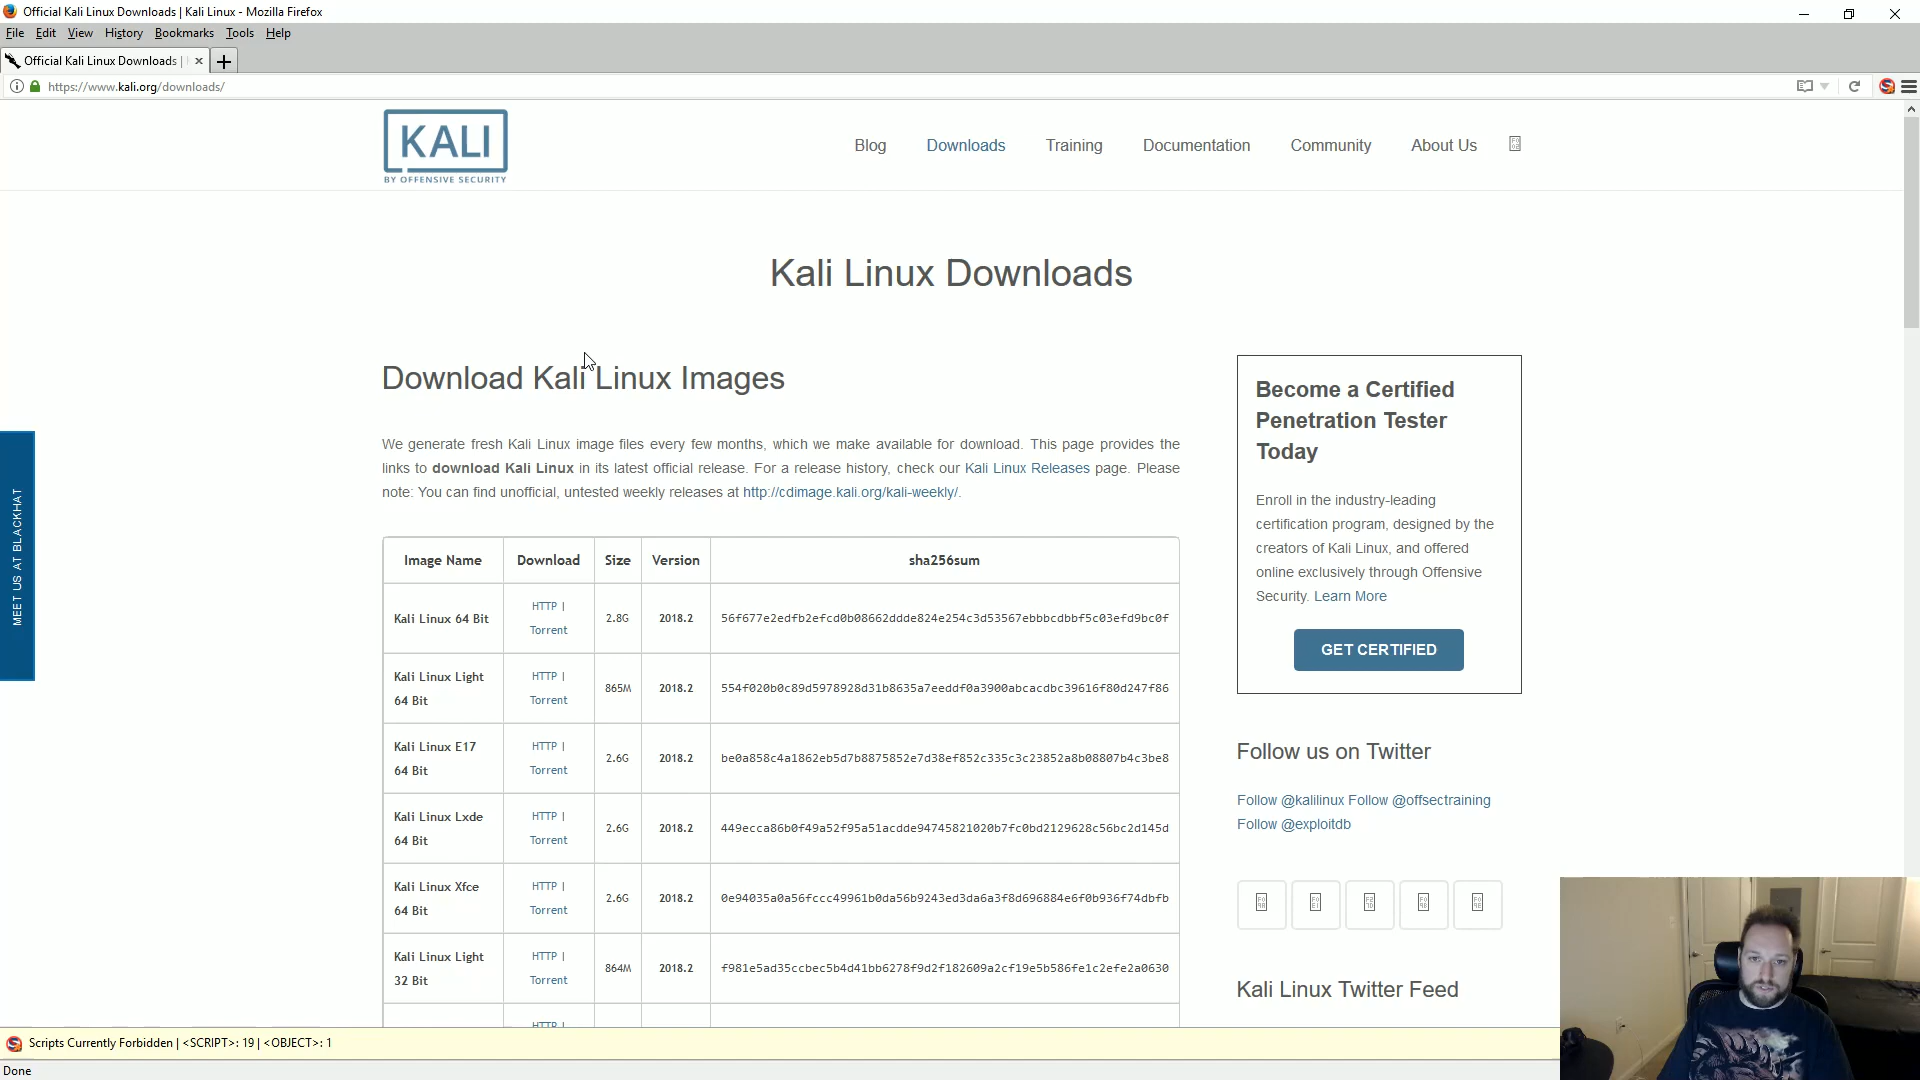 Official Kali Linux Downloads | Kali Linux - Mozilla Firefox
File Edit View History Bookmarks Tools Help
Official Kali Linux Downloads |
https://www.kali.org/downloads/
KALI
BY OFFENSIVE SECURITY
Blog Downloads Training Documentation Community About Us
Kali Linux Downloads
Download Kali Linux Images
We generate fresh Kali Linux image files every few months, which we make available for download. This page provides the
links to download Kali Linux in its latest official release. For a release history, check our Kali Linux Releases page. Please
note: You can find unofficial, untested weekly releases at http://cdimage.kali.org/kali-weekly/.
Image Name Download Size Version sha256sum
Kali Linux 64 Bit HTTP | Torrent 2.8G 2018.2 56f677e2edfb2efcd0b08662ddde824e254c3d53567ebbbcdbbf5c03efd9bc0f
Kali Linux Light 64 Bit HTTP | Torrent 865M 2018.2 554f020b0c89d5978928d31b8635a7eeddf0a3900abcacdbc39616f80d247f86
Kali Linux E17 64 Bit HTTP | Torrent 2.6G 2018.2 be0a858c4a1862eb5d7b8875852e7d38ef852c335c3c23852a8b08807b4c3be8
Kali Linux Lxde 64 Bit HTTP | Torrent 2.6G 2018.2 449ecca86b0f49a52f95a51acdde94745821020b7fc0bd2129628c56bc2d145d
Kali Linux Xfce 64 Bit HTTP | Torrent 2.6G 2018.2 0e94035a0a56fccc49961b0da56b9243ed3da6a3f8d696884e6f0b936f74dbfb
Kali Linux Light 32 Bit HTTP | Torrent 864M 2018.2 f981e5ad35ccbec5b4d41bb6278f9d2f182609a2cf19e5b586fe1c2efe2a0630
HTTP |
MEET US AT BLACKHAT
Become a Certified
Penetration Tester
Today
Enroll in the industry-leading
certification program, designed by the
creators of Kali Linux, and offered
online exclusively through Offensive
Security. Learn More
GET CERTIFIED
Follow us on Twitter
Follow @kalilinux Follow @offsectraining
Follow @exploitdb
Kali Linux Twitter Feed
Scripts Currently Forbidden | <SCRIPT>: 19 | <OBJECT>: 1
Done